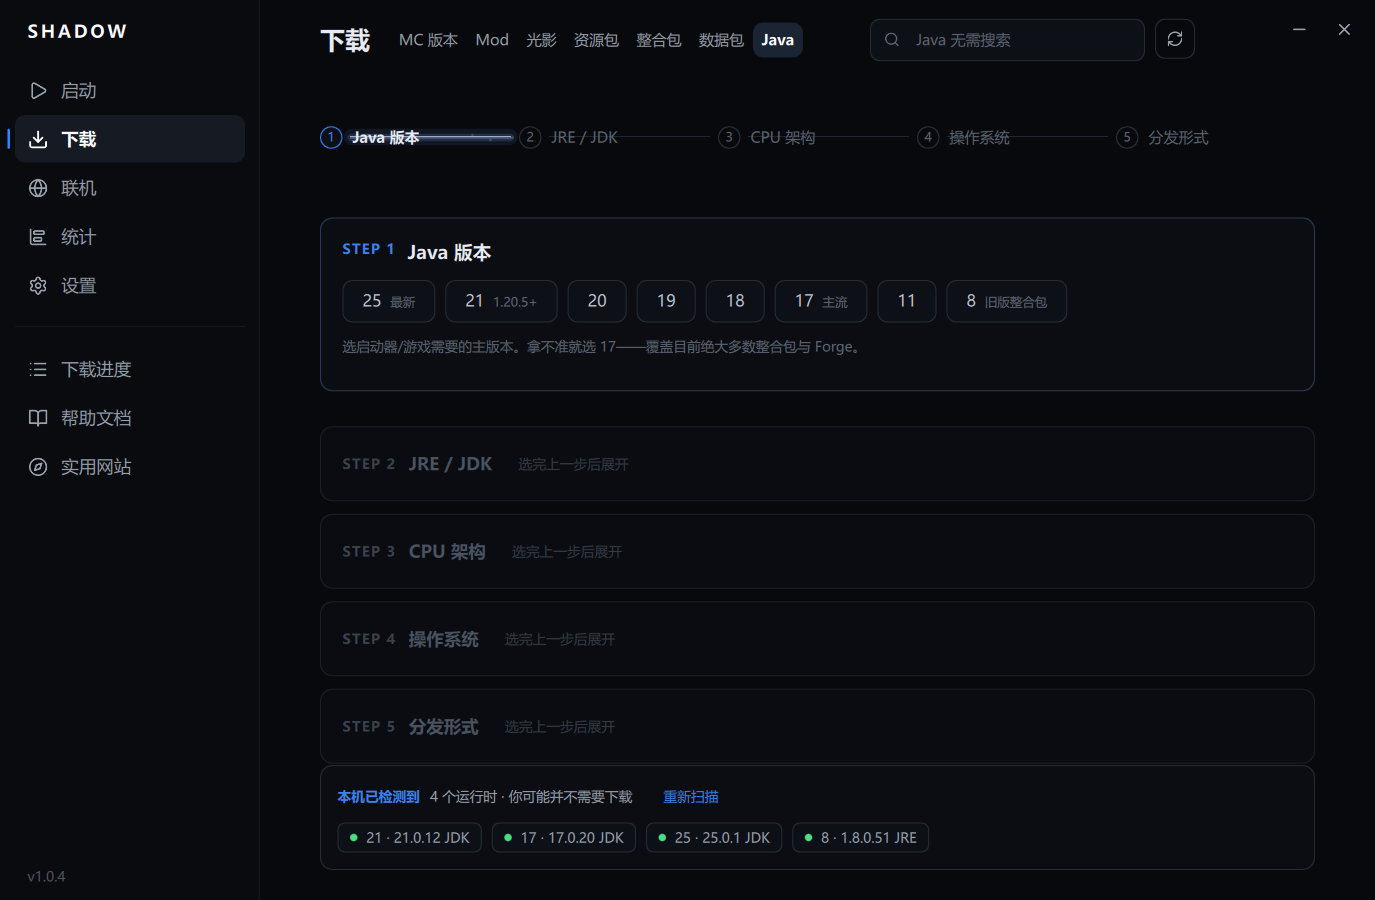 SHADOW
启动
下载
联机
统计
设置
下载进度
帮助文档
实用网站
v1.0.4
下载 MC 版本 Mod 光影 资源包 整合包 数据包 Java
Java 无需搜索
1 Java 版本 2 JRE / JDK 3 CPU 架构 4 操作系统 5 分发形式
STEP 1 Java 版本
25 最新 21 1.20.5+ 20 19 18 17 主流 11 8 旧版整合包
选启动器/游戏需要的主版本。拿不准就选 17——覆盖目前绝大多数整合包与 Forge。
STEP 2 JRE / JDK 选完上一步后展开
STEP 3 CPU 架构 选完上一步后展开
STEP 4 操作系统 选完上一步后展开
STEP 5 分发形式 选完上一步后展开
本机已检测到 4 个运行时 · 你可能并不需要下载 重新扫描
21 · 21.0.12 JDK 17 · 17.0.20 JDK 25 · 25.0.1 JDK 8 · 1.8.0.51 JRE